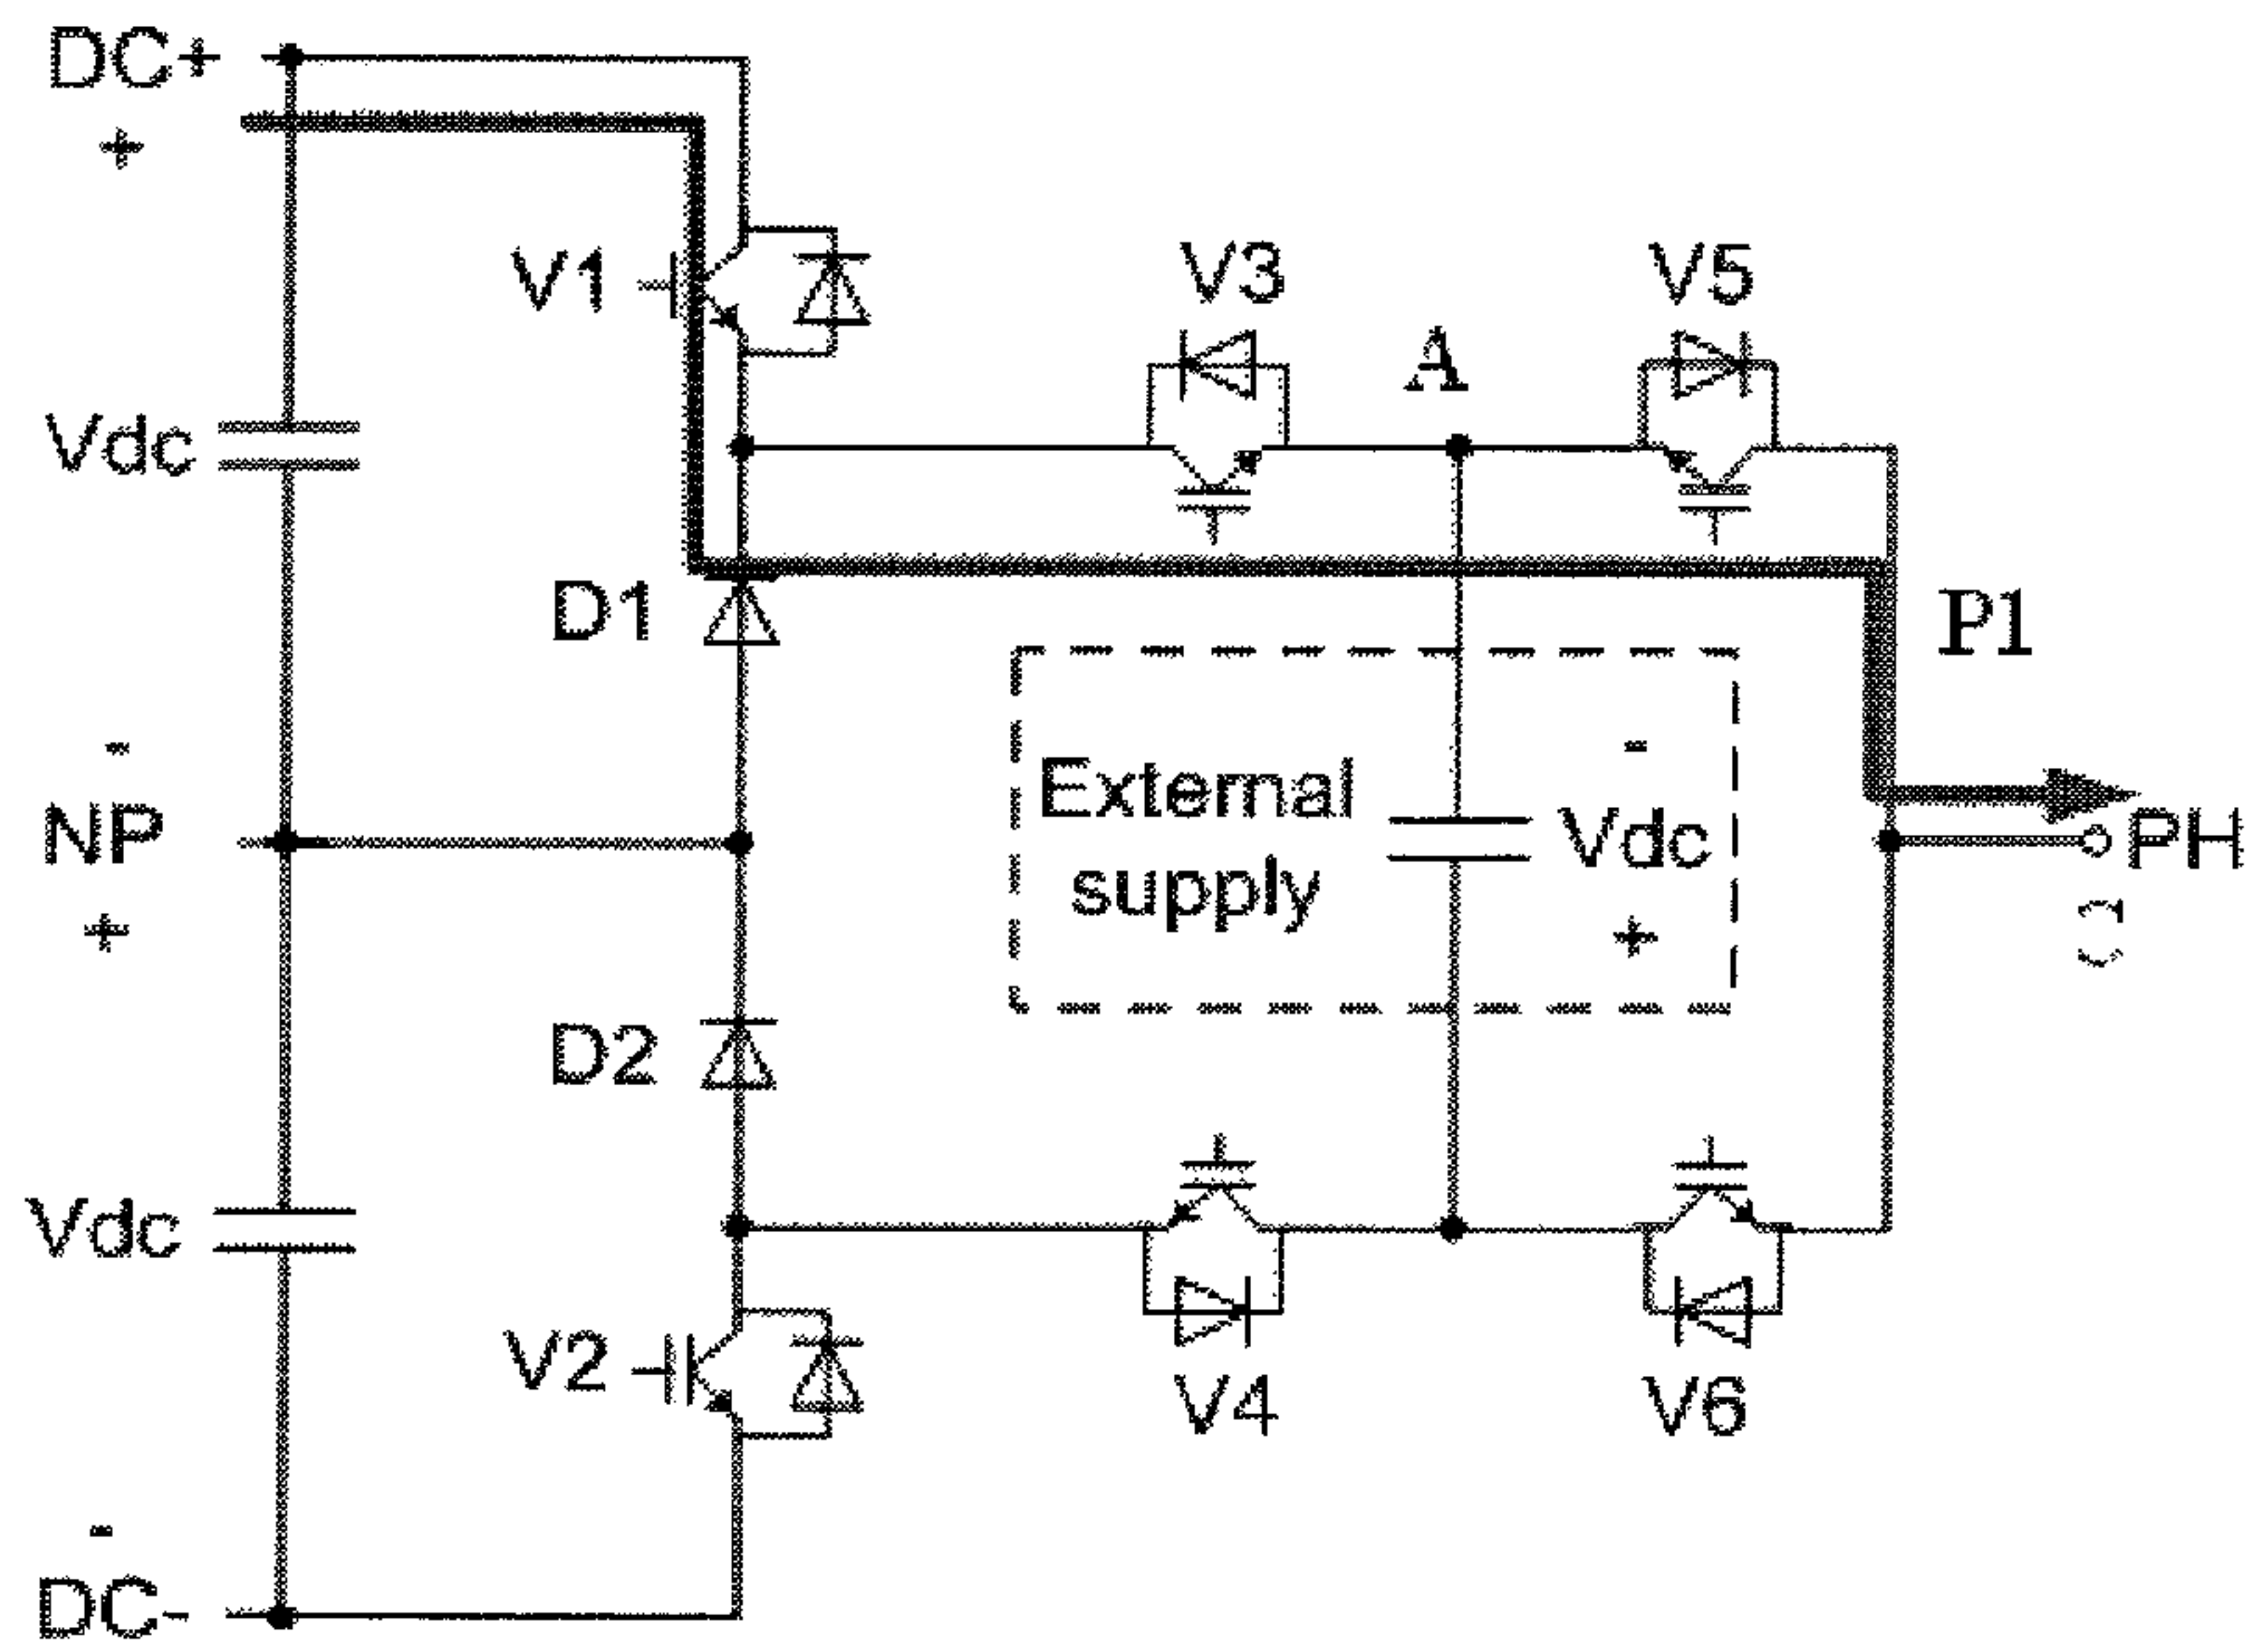 DC+
+
V1
V3
V5
A
Vdc
D1
P1
-
NP
+
External
supply
-
Vdc
+
PH
D2
Vdc
V2
V4
V6
-
DC-